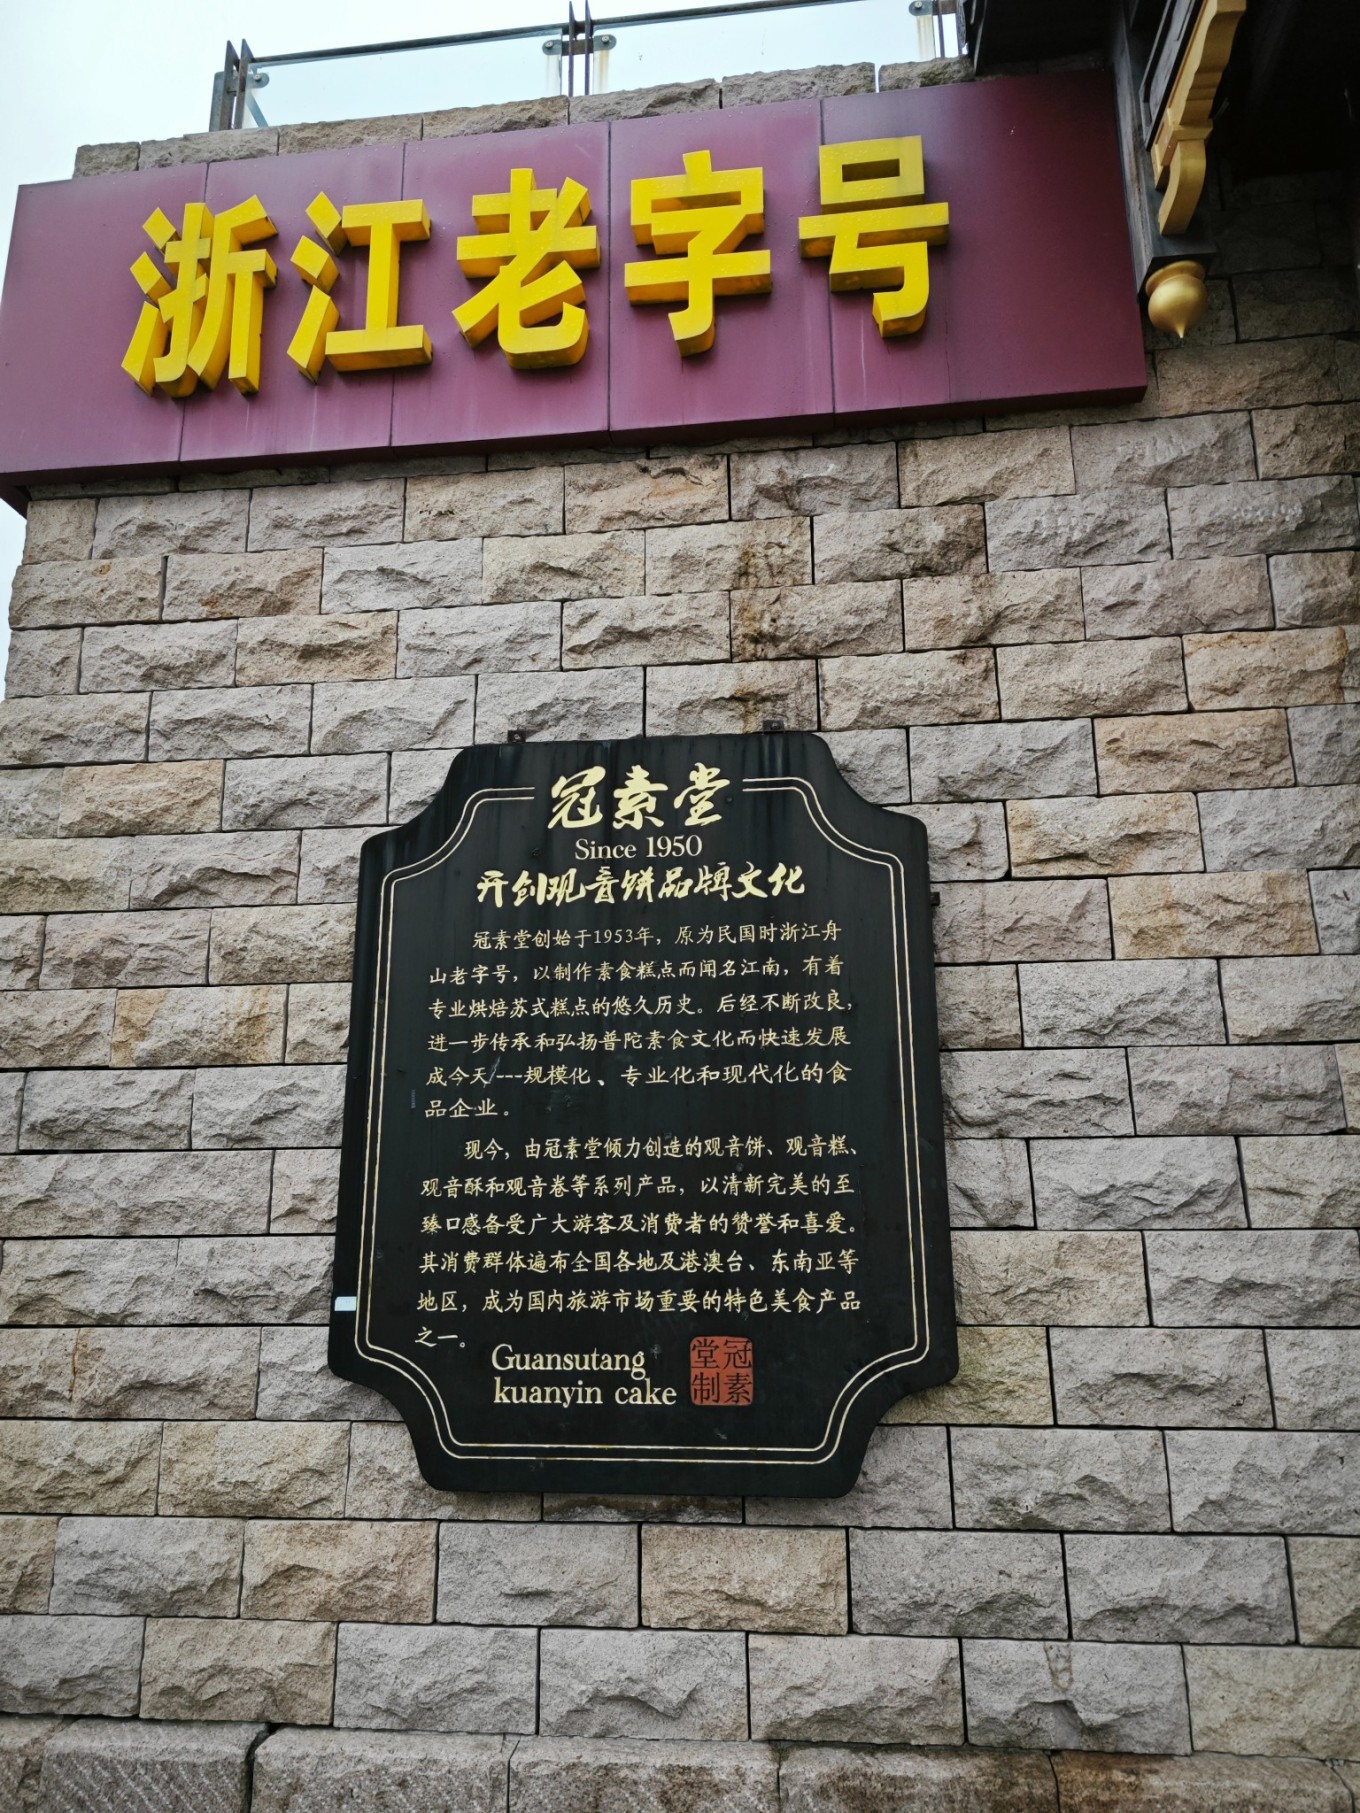 浙江老字号
冠素堂
Since 1950
开创观音饼品牌文化
冠素堂创始于1953年，原为民国时浙江舟
山老字号，以制作素食糕点而闻名江南，有着
专业烘焙苏式糕点的悠久历史。后经不断改良，
进一步传承和弘扬普陀素食文化而快速发展
成今天---规模化、专业化和现代化的食
品企业。
现今，由冠素堂倾力创造的观音饼、观音糕、
观音酥和观音卷等系列产品，以清新完美的至
臻口感备受广大游客及消费者的赞誉和喜爱。
其消费群体遍布全国各地及港澳台、东南亚等
地区，成为国内旅游市场重要的特色美食产品
之一。
Guansutang
kuanyin cake
冠素
堂制